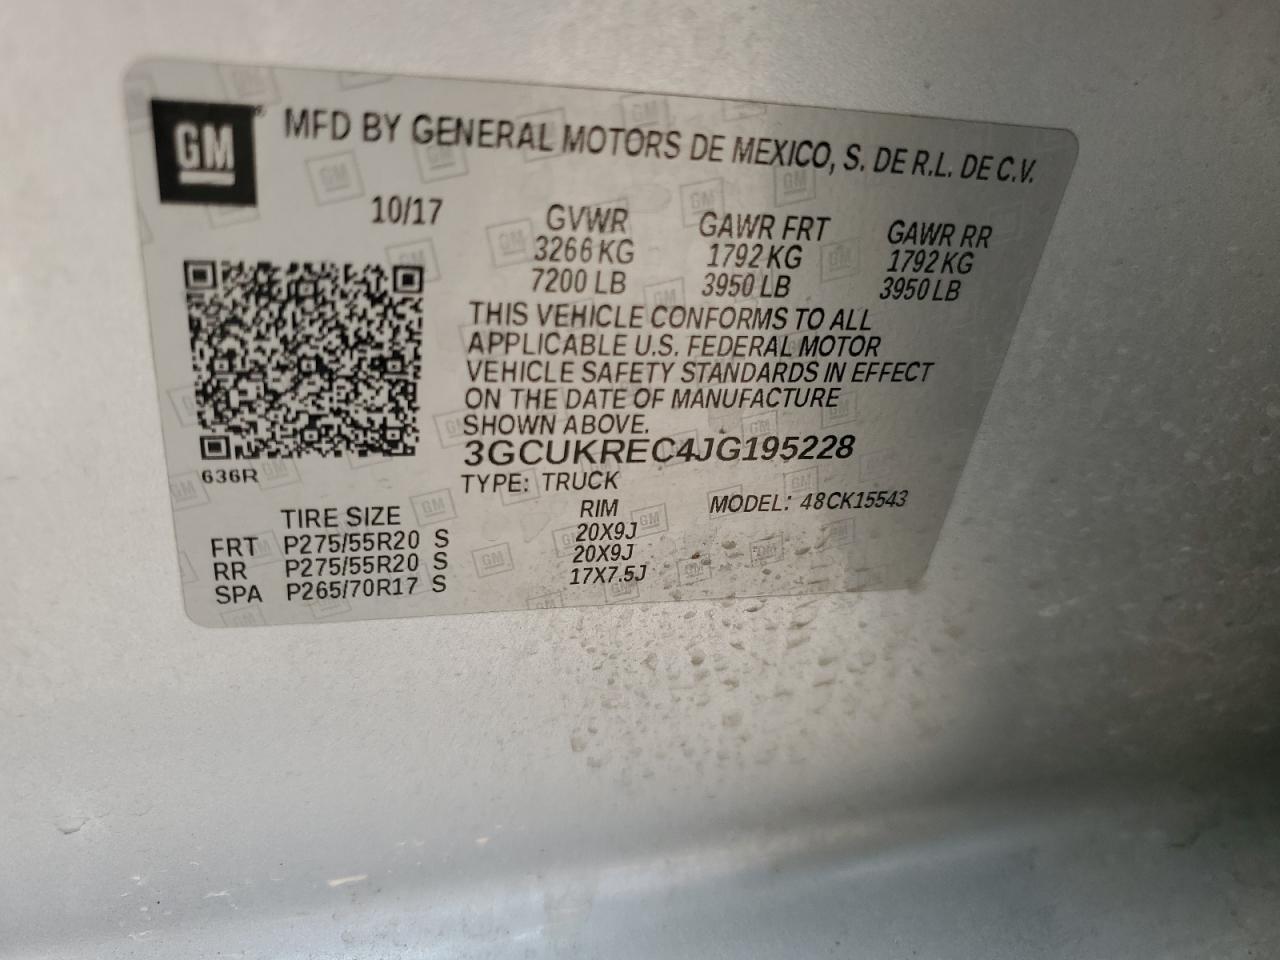 GM ® MFD BY GENERAL MOTORS DE MEXICO, S. DE R.L. DE C.V.
10/17 GVWR GAWR FRT GAWR RR
3266 KG 1792 KG 1792 KG
7200 LB 3950 LB 3950 LB
THIS VEHICLE CONFORMS TO ALL
APPLICABLE U.S. FEDERAL MOTOR
VEHICLE SAFETY STANDARDS IN EFFECT
ON THE DATE OF MANUFACTURE
SHOWN ABOVE.
3GCUKREC4JG195228
636R
TYPE: TRUCK
MODEL: 48CK15543
TIRE SIZE RIM
FRT P275/55R20 S 20X9J
RR P275/55R20 S 20X9J
SPA P265/70R17 S 17X7.5J